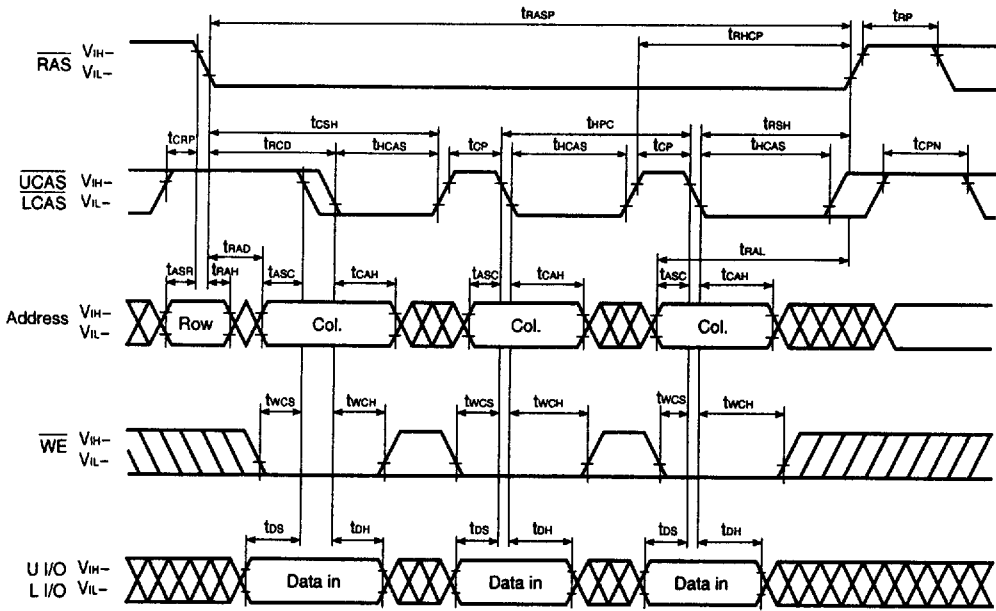 tRASP
tRHCP
tRP
RAS
VIH–
VIL–
tCRP
tCSH
tHPC
tRSH
tRCD
tHCAS
tCP
tHCAS
tCP
tHCAS
tCPN
UCAS
LCAS
VIH–
VIL–
tRAD
tRAL
tASR
tRAH
tASC
tCAH
tASC
tCAH
tASC
tCAH
Address
VIH–
VIL–
Row
Col.
Col.
Col.
tWCS
tWCH
tWCS
tWCH
tWCS
tWCH
WE
VIH–
VIL–
tDS
tDH
tDS
tDH
tDS
tDH
U I/O
L I/O
VIH–
VIL–
Data in
Data in
Data in